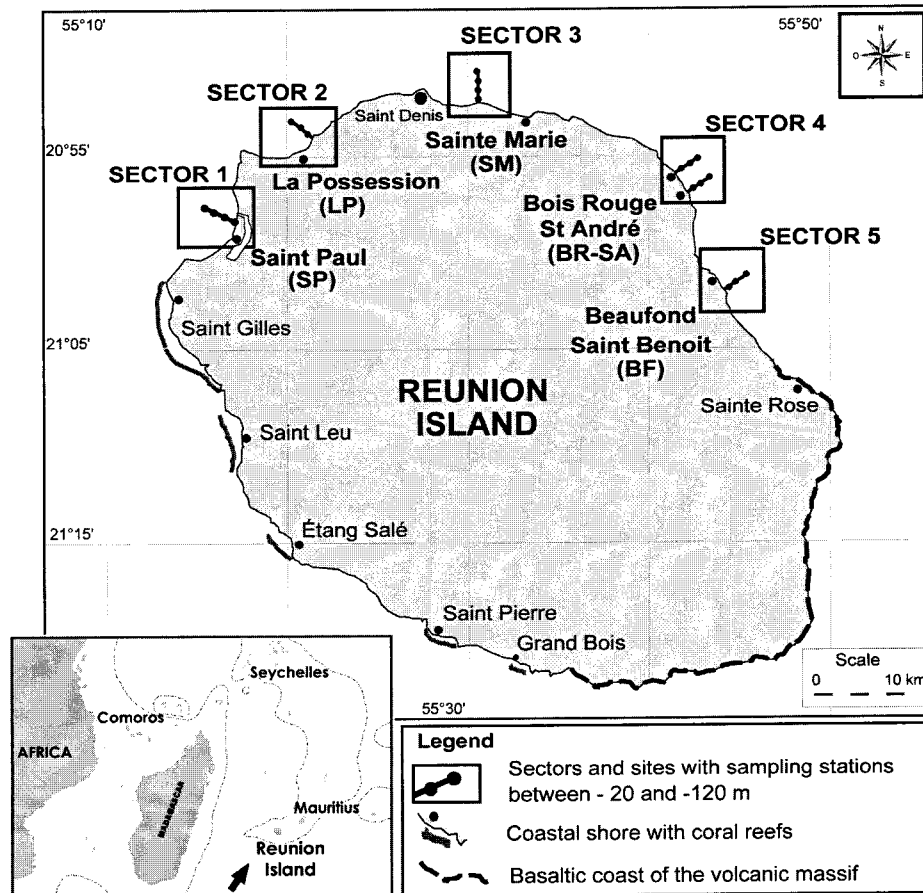 55°10'
55°50'
SECTOR 3
N
O
E
S
SECTOR 2
Saint Denis
SECTOR 4
20°55'
Sainte Marie
(SM)
SECTOR 1
La Possession
(LP)
Bois Rouge
St André
(BR-SA)
SECTOR 5
Saint Paul
(SP)
Saint Gilles
Beaufond
Saint Benoit
(BF)
21°05'
REUNION
ISLAND
Sainte Rose
Saint Leu
21°15'
Étang Salé
Saint Pierre
Grand Bois
Scale
0 10 km
55°30'
Seychelles
Comoros
AFRICA
MADAGASCAR
Mauritius
Reunion
Island
Legend
Sectors and sites with sampling stations
between - 20 and -120 m
Coastal shore with coral reefs
Basaltic coast of the volcanic massif